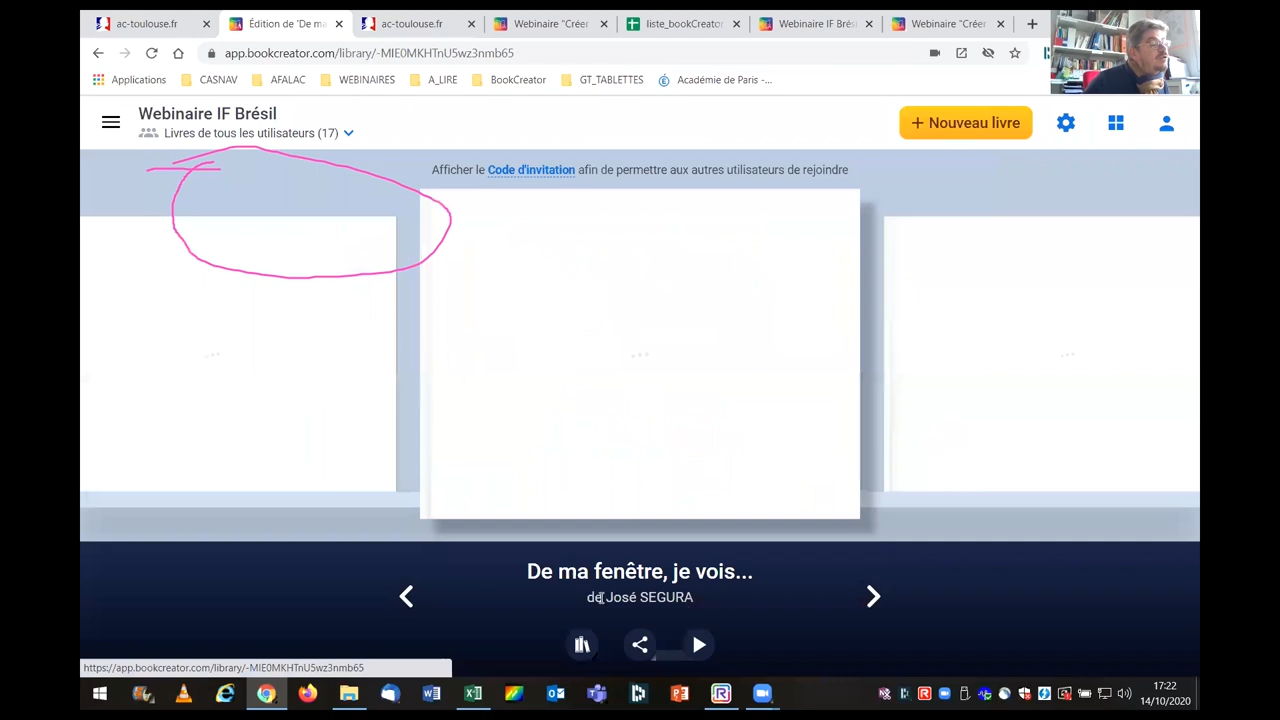 ac-toulouse.fr
Édition de 'De ma
ac-toulouse.fr
Webinaire "Créer
liste_bookCreator
Webinaire IF Brési
Webinaire "Créer
app.bookcreator.com/library/-MIE0MKHTnU5wz3nmb65
Applications
CASNAV
AFALAC
WEBINAIRES
A_LIRE
BookCreator
GT_TABLETTES
Académie de Paris -...
Webinaire IF Brésil
Livres de tous les utilisateurs (17)
+ Nouveau livre
Afficher le Code d'invitation afin de permettre aux autres utilisateurs de rejoindre
De ma fenêtre, je vois...
de José SEGURA
https://app.bookcreator.com/library/-MIE0MKHTnU5wz3nmb65
17:22
14/10/2020